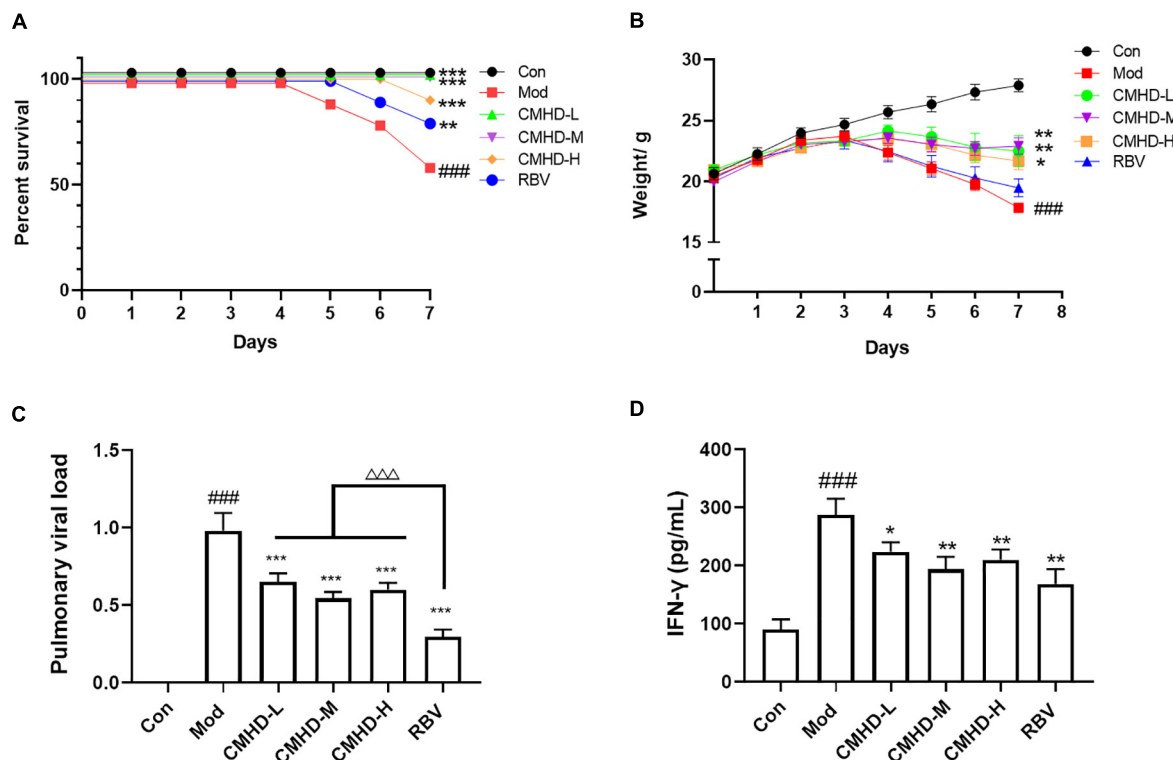 A
Percent survival
100
50
0
0 1 2 3 4 5 6 7
Days
***
***
***
**
###
Con
Mod
CMHD-L
CMHD-M
CMHD-H
RBV
B
Weight/ g
30
25
20
15
0
1 2 3 4 5 6 7 8
Days
**
**
*
###
Con
Mod
CMHD-L
CMHD-M
CMHD-H
RBV
C
Pulmonary viral load
1.5
1.0
0.5
0.0
###
***
***
***
***
△△△
Con Mod CMHD-L CMHD-M CMHD-H RBV
D
IFN-γ (pg/mL)
400
300
200
100
0
###
*
**
**
**
Con Mod CMHD-L CMHD-M CMHD-H RBV